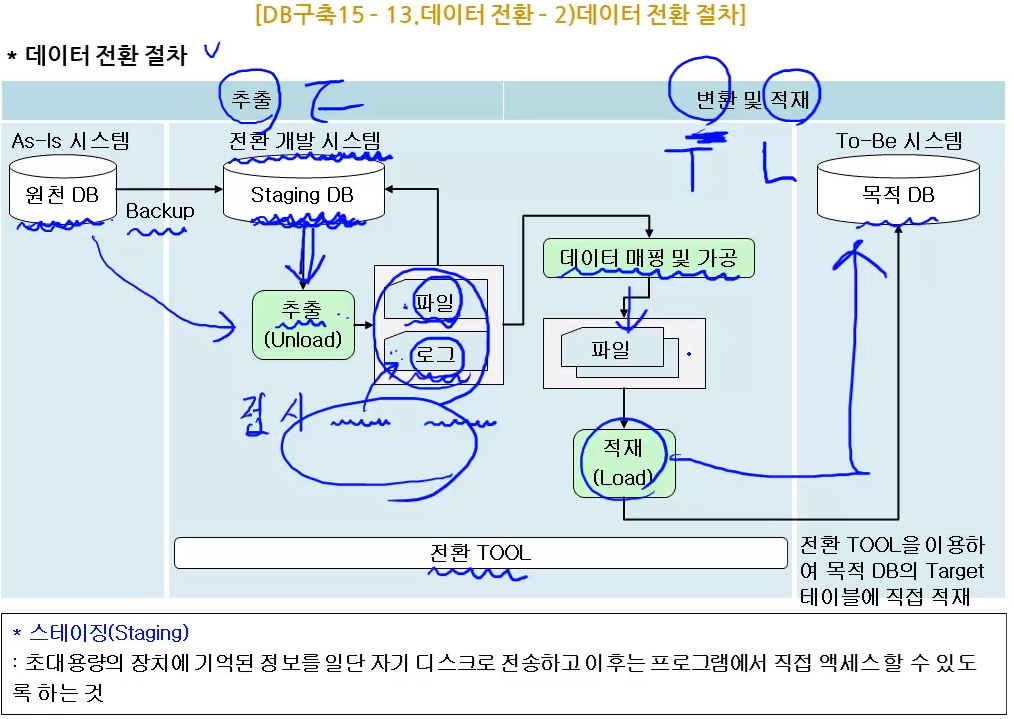 [DB구축15 - 13.데이터 전환 - 2)데이터 전환 절차]
* 데이터 전환 절차
추출 E
변환 및 적재
T L
As-Is 시스템
전환 개발 시스템
To-Be 시스템
원천 DB
Staging DB
목적 DB
Backup
데이터 매핑 및 가공
추출
(Unload)
파일
로그
파일
적재
(Load)
전환 TOOL
전환 TOOL을 이용하
여 목적 DB의 Target
테이블에 직접 적재
* 스테이징(Staging)
: 초대용량의 장치에 기억된 정보를 일단 자기 디스크로 전송하고 이후는 프로그램에서 직접 액세스 할 수 있도
록 하는 것